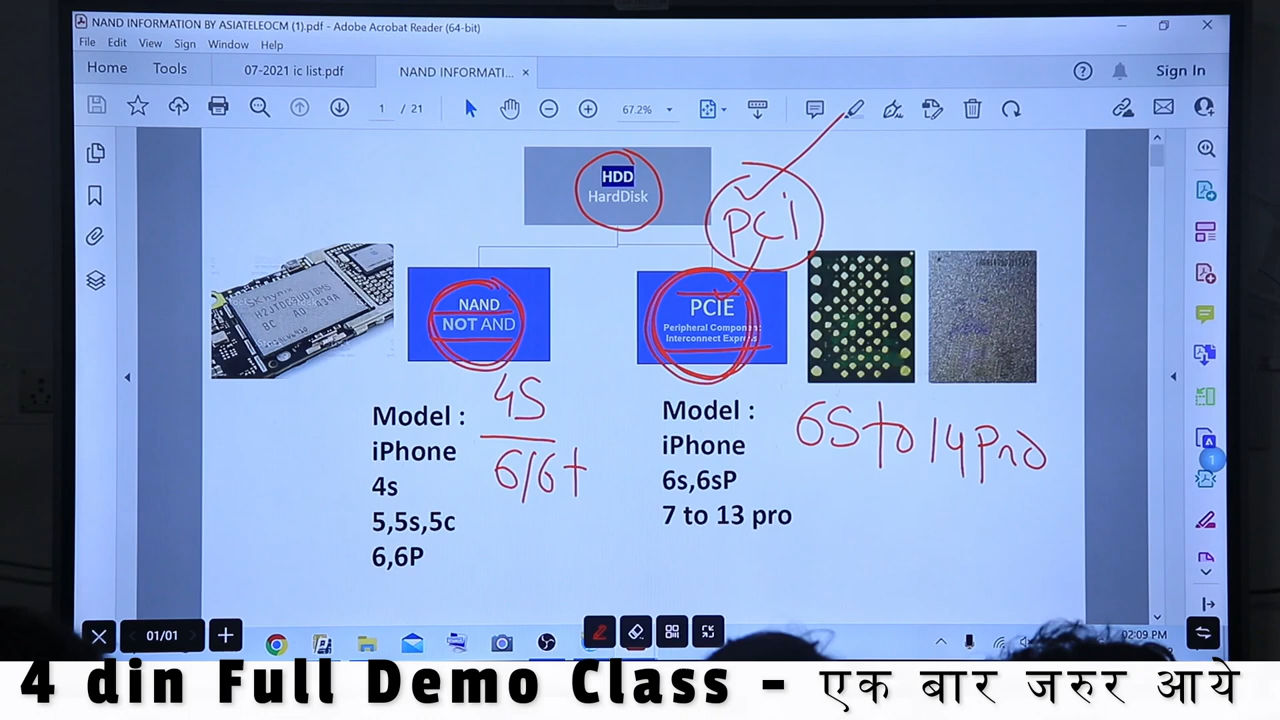 NAND INFORMATION BY ASIATELEOCM (1).pdf - Adobe Acrobat Reader (64-bit)
File Edit View Sign Window Help
Home Tools 07-2021 ic list.pdf NAND INFORMATI... × Sign In
1 / 21 67.2%
HDD
HardDisk
PCi
NAND
NOT AND
PCIE
Peripheral Component
Interconnect Express
SK hynix
4S
6/6+
6S to 14 Pro
Model :
iPhone
4s
5,5s,5c
6,6P
Model :
iPhone
6s,6sP
7 to 13 pro
1
01/01
02:09 PM
4 din Full Demo Class - एक बार जरुर आये